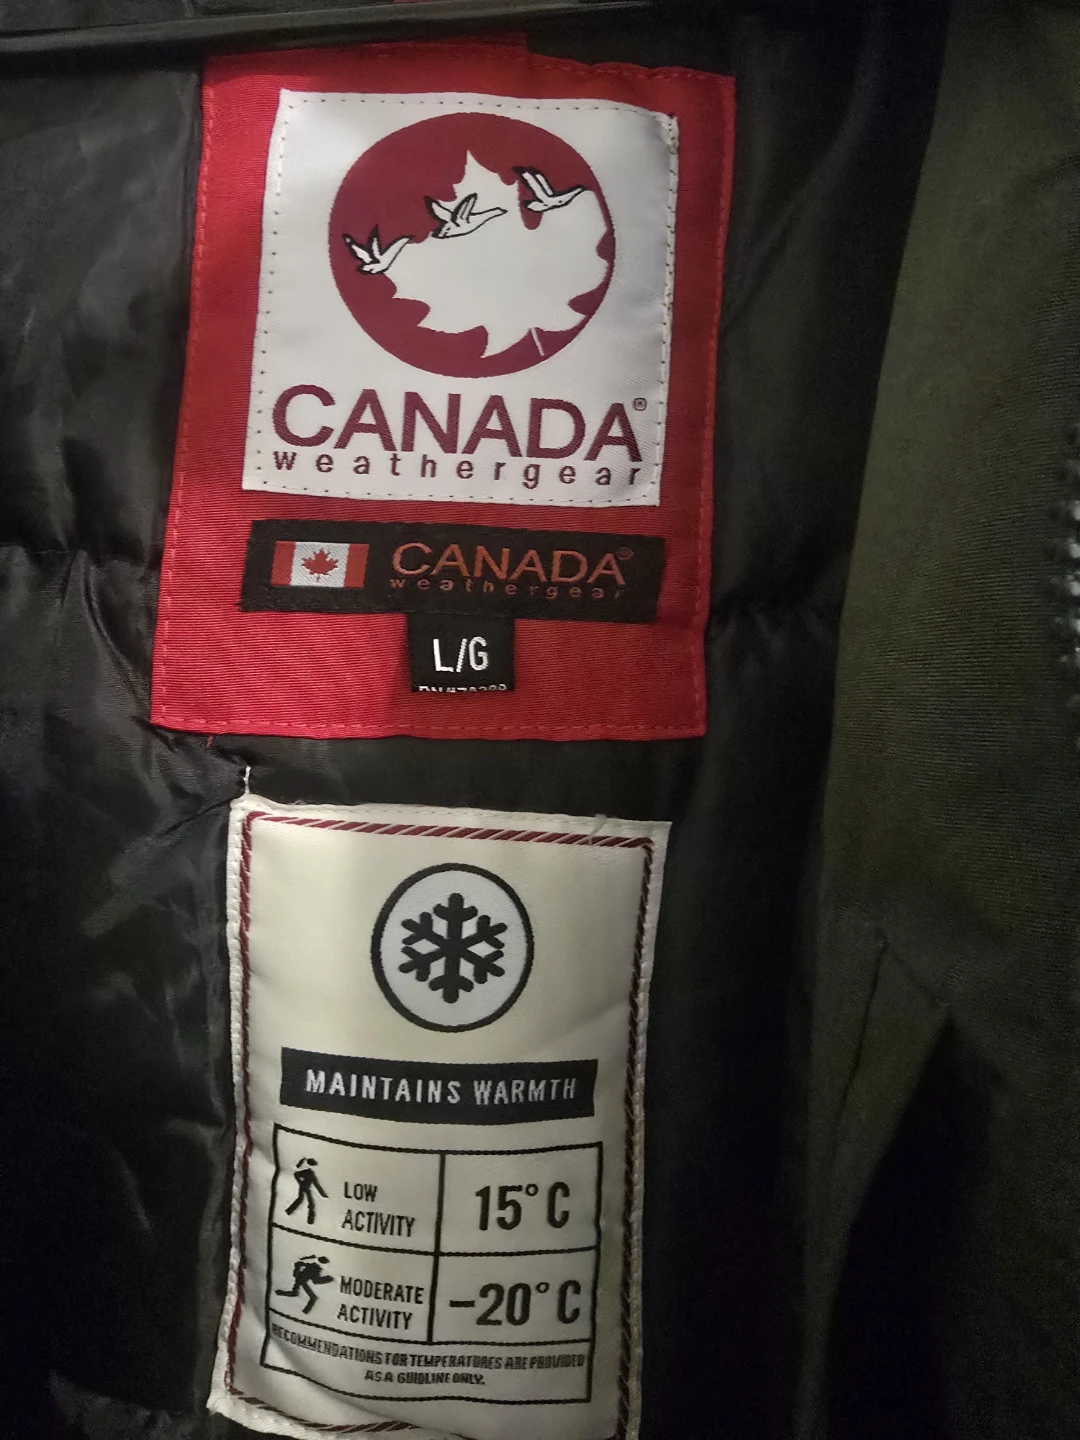 CANADA®
weathergear
CANADA®
weathergear
L/G
MAINTAINS WARMTH
LOW
ACTIVITY
15°C
MODERATE
ACTIVITY
-20°C
RECOMMENDATIONS FOR TEMPERATURES ARE PROVIDED
AS A GUIDLINE ONLY.